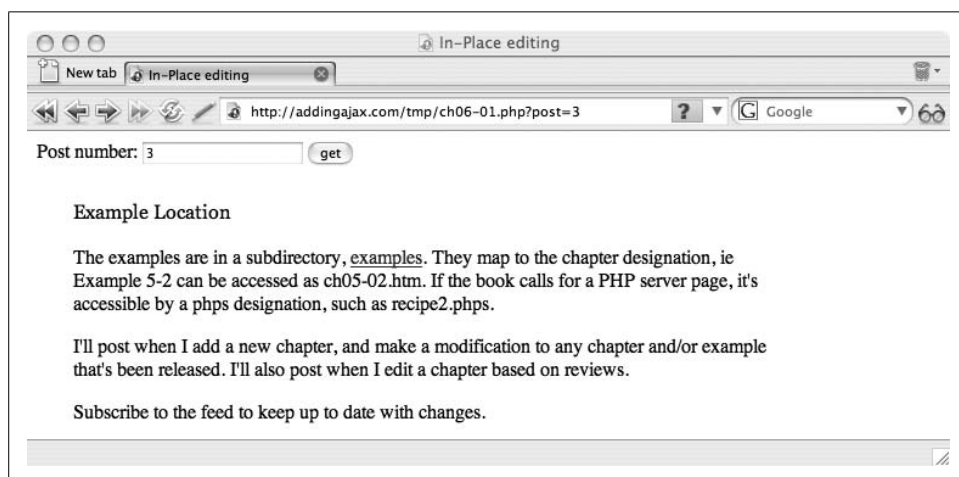 In-Place editing
New tab In-Place editing
http://addingajax.com/tmp/ch06-01.php?post=3 ? G Google
Post number: 3 get
Example Location
The examples are in a subdirectory, examples. They map to the chapter designation, ie
Example 5-2 can be accessed as ch05-02.htm. If the book calls for a PHP server page, it's
accessible by a phps designation, such as recipe2.phps.
I'll post when I add a new chapter, and make a modification to any chapter and/or example
that's been released. I'll also post when I edit a chapter based on reviews.
Subscribe to the feed to keep up to date with changes.